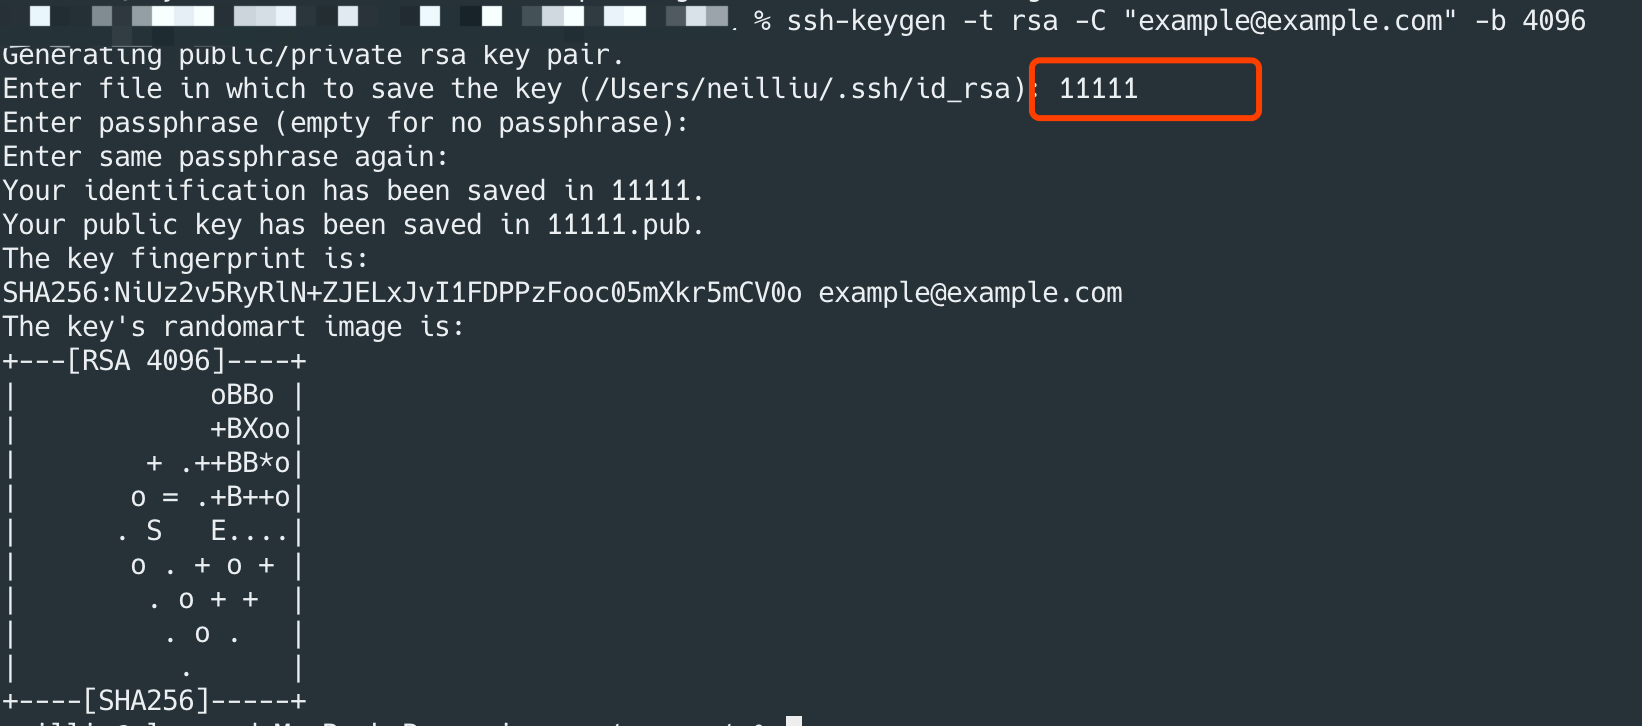 . % ssh-keygen -t rsa -C "example@example.com" -b 4096
Generating public/private rsa key pair.
Enter file in which to save the key (/Users/neilliu/.ssh/id_rsa): 11111
Enter passphrase (empty for no passphrase):
Enter same passphrase again:
Your identification has been saved in 11111.
Your public key has been saved in 11111.pub.
The key fingerprint is:
SHA256:NiUz2v5RyRlN+ZJELxJvI1FDPPzFooc05mXkr5mCV0o example@example.com
The key's randomart image is:
+---[RSA 4096]----+
|            oBBo |
|            +BXoo|
|        + .++BB*o|
|       o = .+B++o|
|      . S   E....|
|       o . + o + |
|        . o + +  |
|         . o .   |
|          .      |
+----[SHA256]-----+